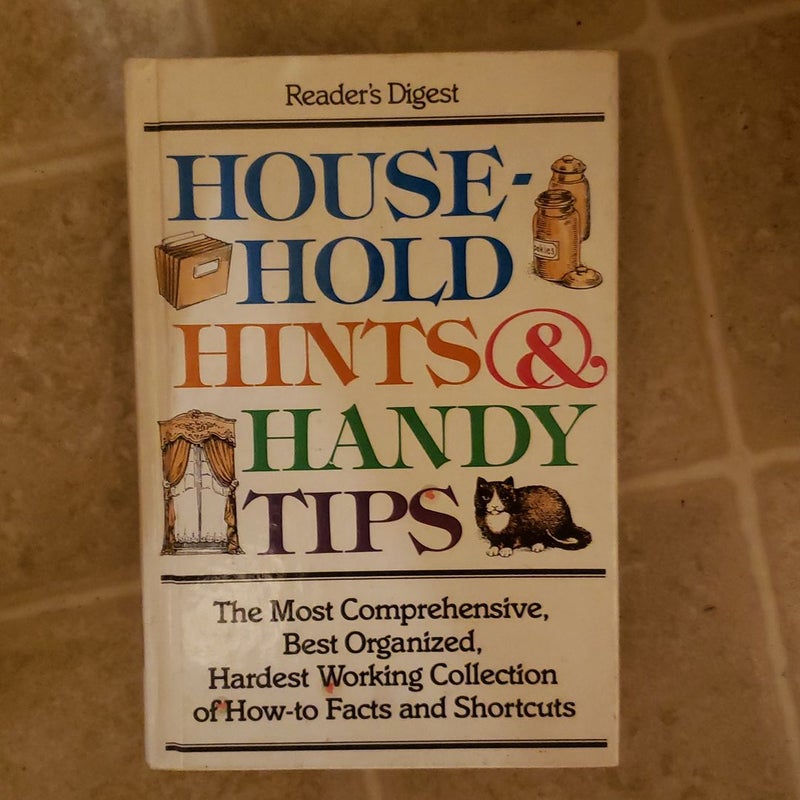 Reader's Digest
HOUSE-
HOLD
HINTS &
HANDY
TIPS
The Most Comprehensive,
Best Organized,
Hardest Working Collection
of How-to Facts and Shortcuts